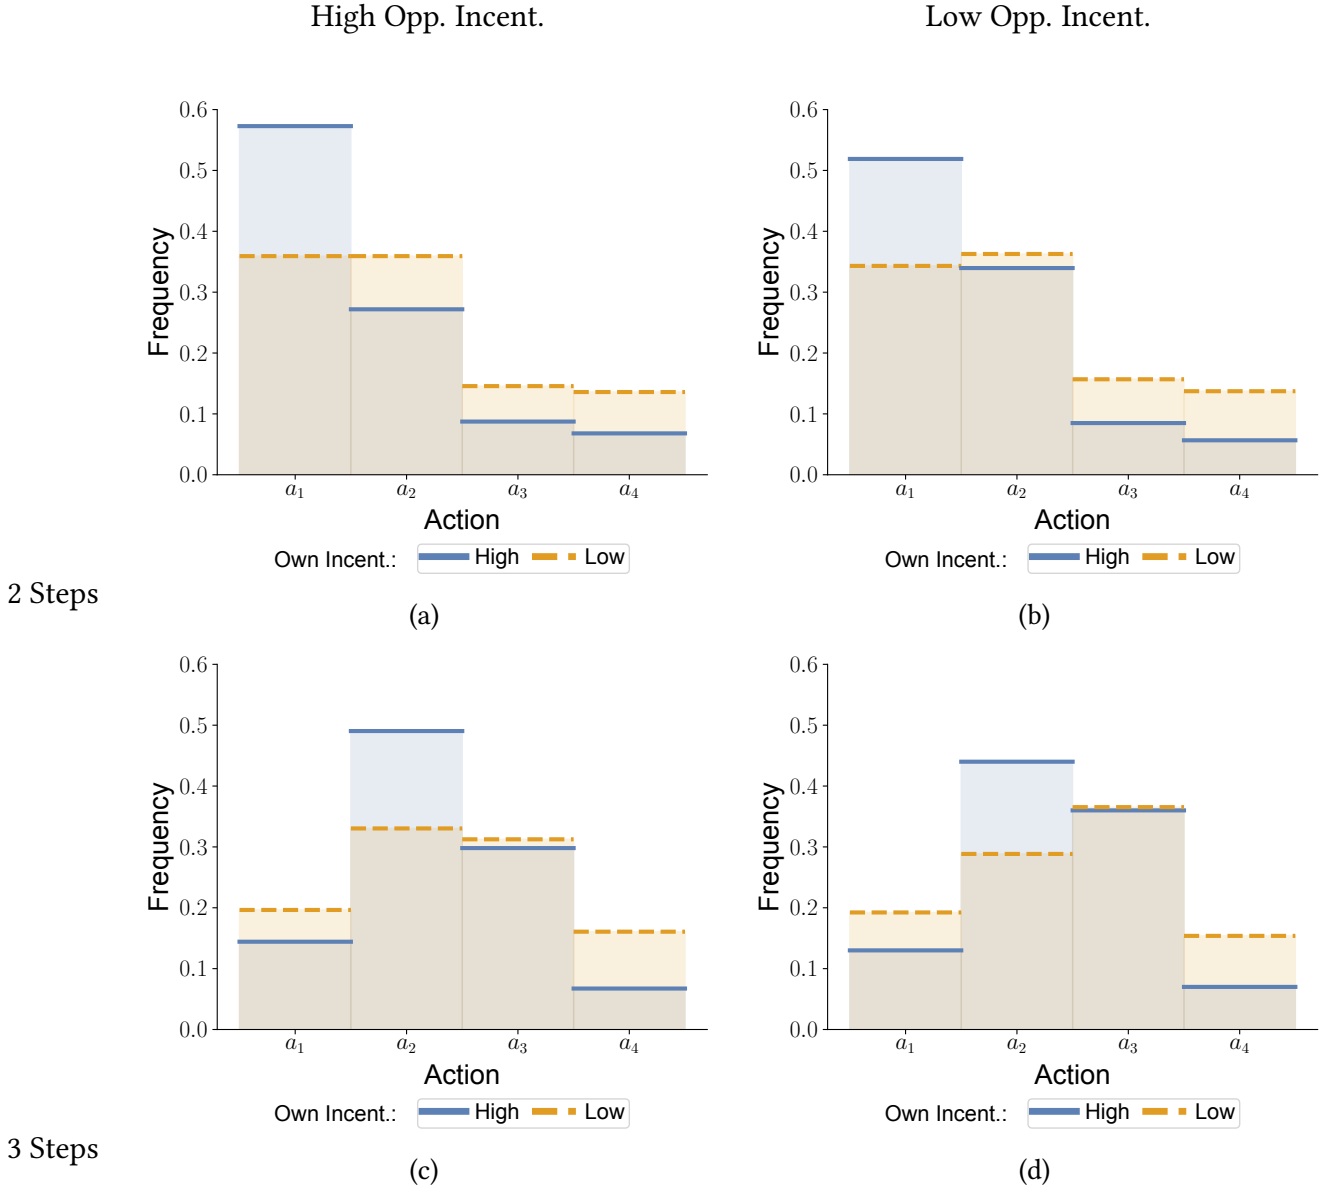 High Opp. Incent.
Low Opp. Incent.
0.6
0.5
0.4
0.3
0.2
0.1
0.0
Frequency
a1 a2 a3 a4
Action
Own Incent.: High Low
(a)
0.6
0.5
0.4
0.3
0.2
0.1
0.0
Frequency
a1 a2 a3 a4
Action
Own Incent.: High Low
(b)
2 Steps
0.6
0.5
0.4
0.3
0.2
0.1
0.0
Frequency
a1 a2 a3 a4
Action
Own Incent.: High Low
(c)
0.6
0.5
0.4
0.3
0.2
0.1
0.0
Frequency
a1 a2 a3 a4
Action
Own Incent.: High Low
(d)
3 Steps